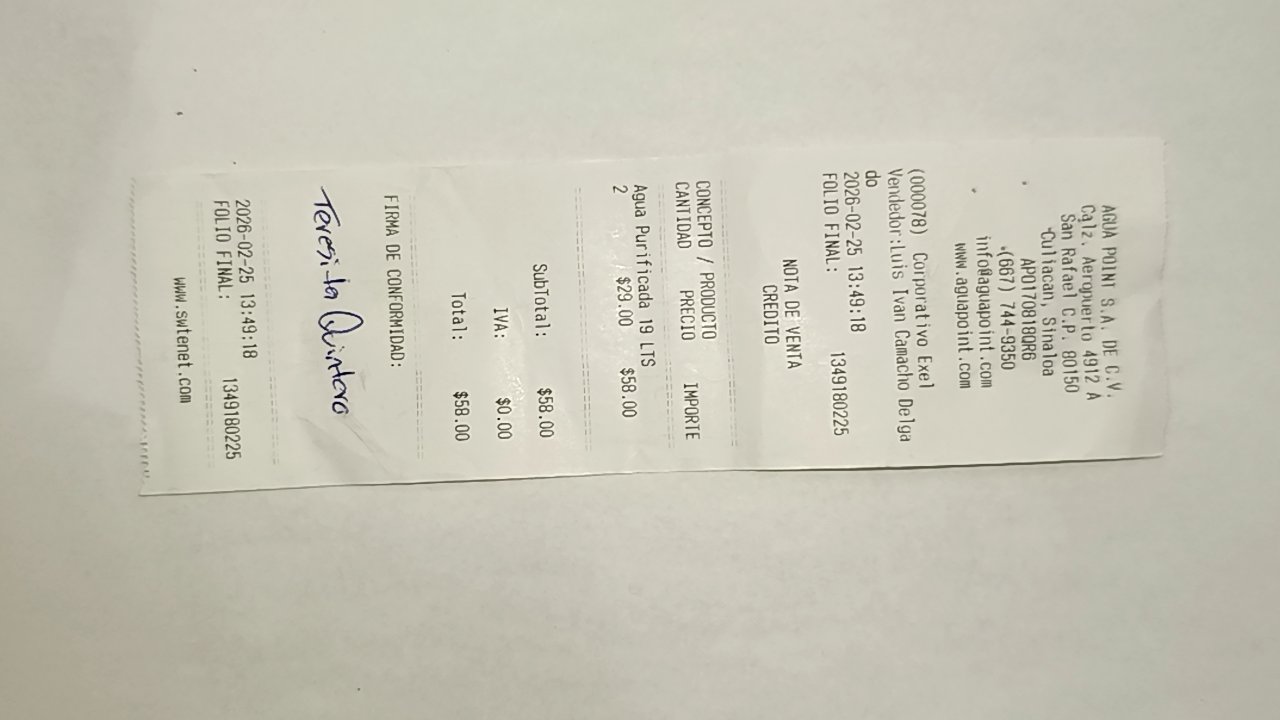 AGUA POINT S.A. DE C.V.
Calz. Aeropuerto 4912 A
San Rafael C.P. 80150
Culiacan, Sinaloa
APO170818QR6
(667) 744-9350
info@aguapoint.com
www.aguapoint.com
(000078) Corporativo Exel
Vendedor:Luis Ivan Camacho Delga
do
2026-02-25 13:49:18
FOLIO FINAL: 1349180225
NOTA DE VENTA
CREDITO
CONCEPTO / PRODUCTO
CANTIDAD PRECIO IMPORTE
Agua Purificada 19 LTS
2 $29.00 $58.00
SubTotal: $58.00
IVA: $0.00
Total: $58.00
FIRMA DE CONFORMIDAD:
Teresita Quintero
2026-02-25 13:49:18
FOLIO FINAL: 1349180225
www.swtenet.com